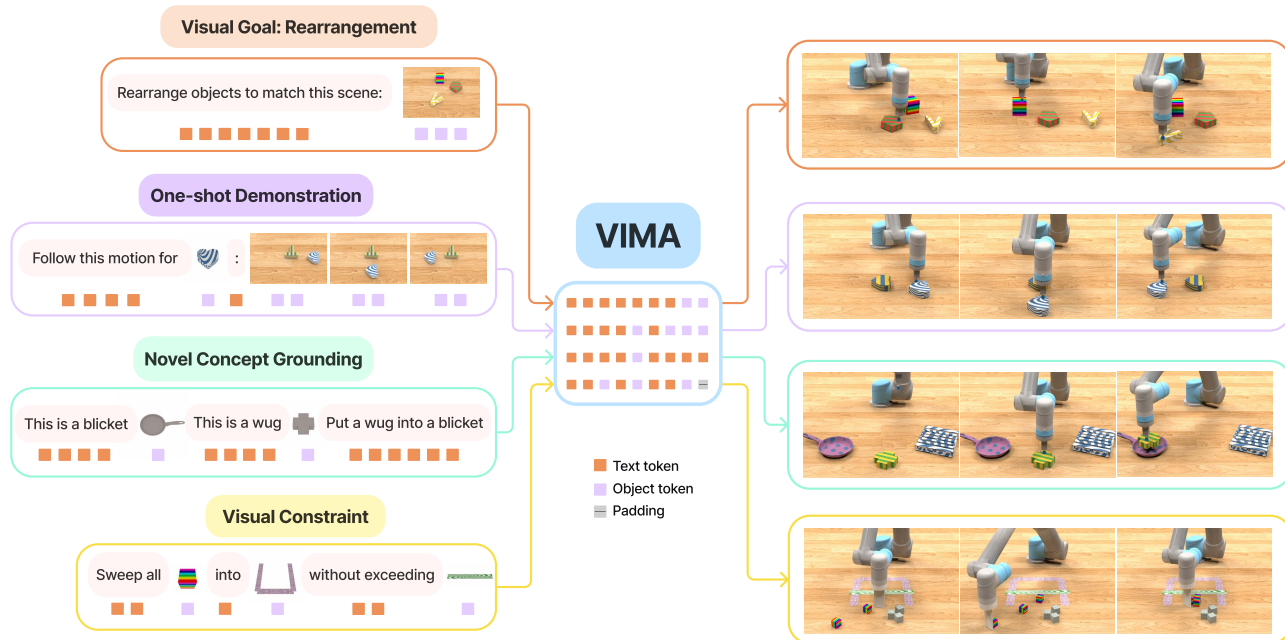 Visual Goal: Rearrangement
Rearrange objects to match this scene:
One-shot Demonstration
Follow this motion for :
Novel Concept Grounding
This is a blicket This is a wug Put a wug into a blicket
Visual Constraint
Sweep all into without exceeding
VIMA
Text token
Object token
Padding